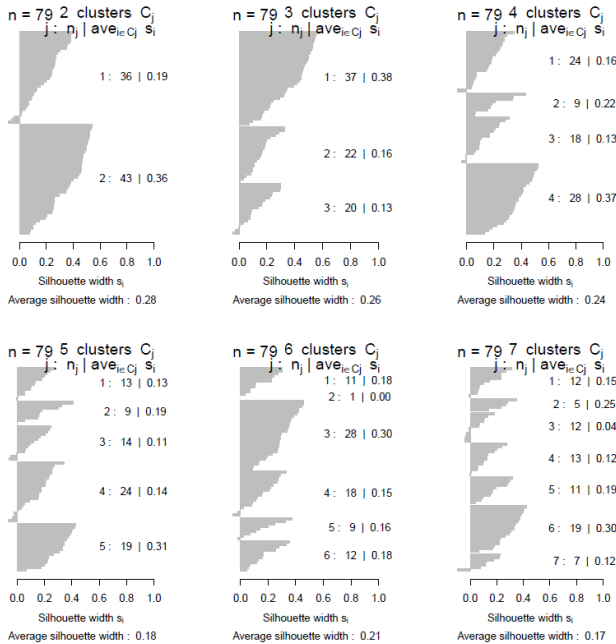 n = 79 2 clusters Cj
j : nj | avei∈Cj si
1 : 36 | 0.19
2 : 43 | 0.36
0.0 0.2 0.4 0.6 0.8 1.0
Silhouette width si
Average silhouette width : 0.28
n = 79 3 clusters Cj
j : nj | avei∈Cj si
1 : 37 | 0.38
2 : 22 | 0.16
3 : 20 | 0.13
0.0 0.2 0.4 0.6 0.8 1.0
Silhouette width si
Average silhouette width : 0.26
n = 79 4 clusters Cj
j : nj | avei∈Cj si
1 : 24 | 0.16
2 : 9 | 0.22
3 : 18 | 0.13
4 : 28 | 0.37
0.0 0.2 0.4 0.6 0.8 1.0
Silhouette width si
Average silhouette width : 0.24
n = 79 5 clusters Cj
j : nj | avei∈Cj si
1 : 13 | 0.13
2 : 9 | 0.19
3 : 14 | 0.11
4 : 24 | 0.14
5 : 19 | 0.31
0.0 0.2 0.4 0.6 0.8 1.0
Silhouette width si
Average silhouette width : 0.18
n = 79 6 clusters Cj
j : nj | avei∈Cj si
1 : 11 | 0.18
2 : 1 | 0.00
3 : 28 | 0.30
4 : 18 | 0.15
5 : 9 | 0.16
6 : 12 | 0.18
0.0 0.2 0.4 0.6 0.8 1.0
Silhouette width si
Average silhouette width : 0.21
n = 79 7 clusters Cj
j : nj | avei∈Cj si
1 : 12 | 0.15
2 : 5 | 0.25
3 : 12 | 0.04
4 : 13 | 0.12
5 : 11 | 0.19
6 : 19 | 0.30
7 : 7 | 0.12
0.0 0.2 0.4 0.6 0.8 1.0
Silhouette width si
Average silhouette width : 0.17